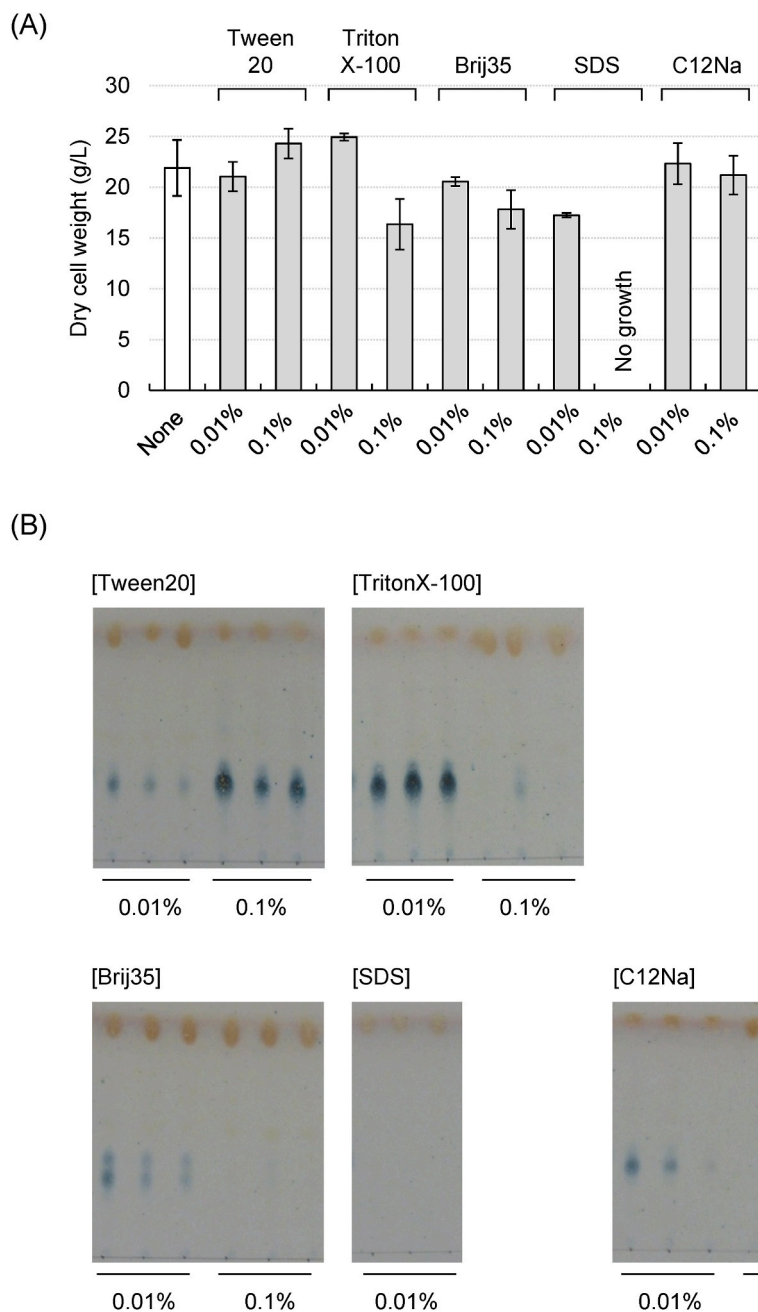 (A)
Tween 20
Triton X-100
Brij35
SDS
C12Na
Dry cell weight (g/L)
30
25
20
15
10
5
0
No growth
None
0.01%
0.1%
0.01%
0.1%
0.01%
0.1%
0.01%
0.1%
0.01%
0.1%
(B)
[Tween20]
[TritonX-100]
0.01%
0.1%
0.01%
0.1%
[Brij35]
[SDS]
[C12Na]
0.01%
0.1%
0.01%
0.01%